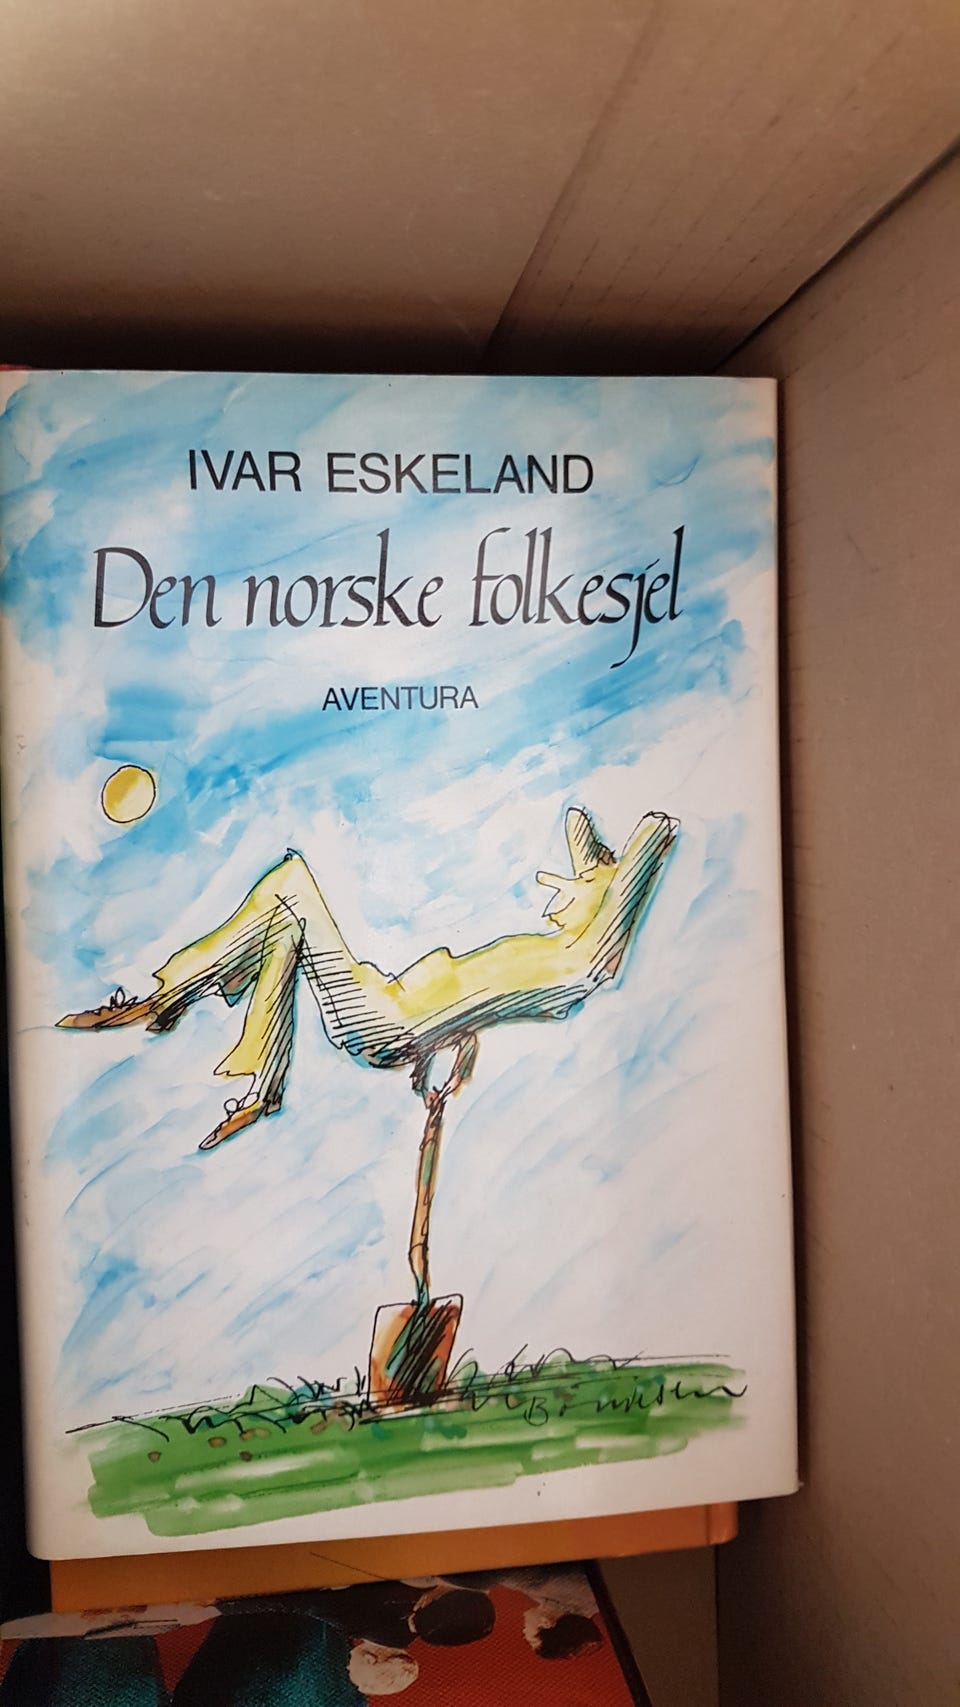 IVAR ESKELAND
Den norske folkesjel
AVENTURA